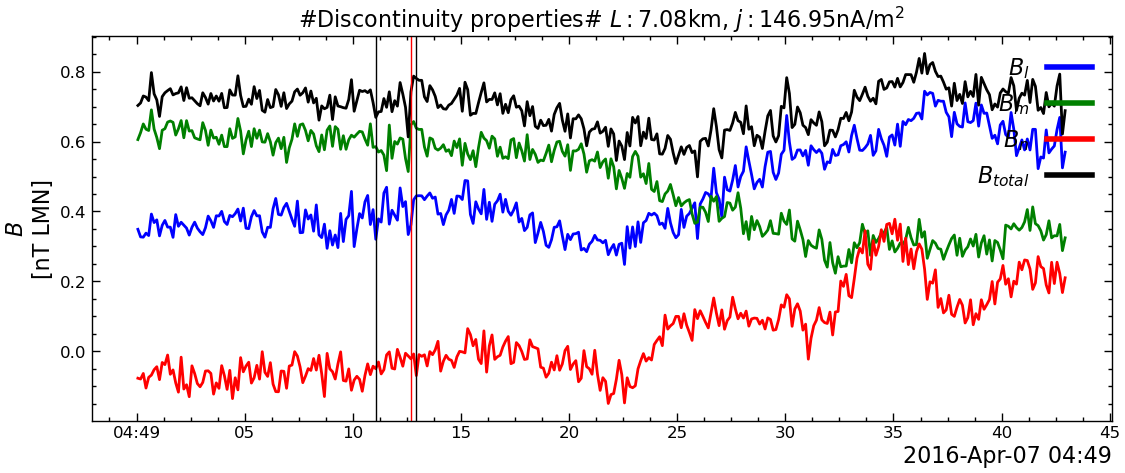 #Discontinuity properties# L : 7.08km, j : 146.95nA/m²
B
[nT LMN]
0.8
0.6
0.4
0.2
0.0
B_l
B_m
B_n
B_total
04:49 05 10 15 20 25 30 35 40 45
2016-Apr-07 04:49